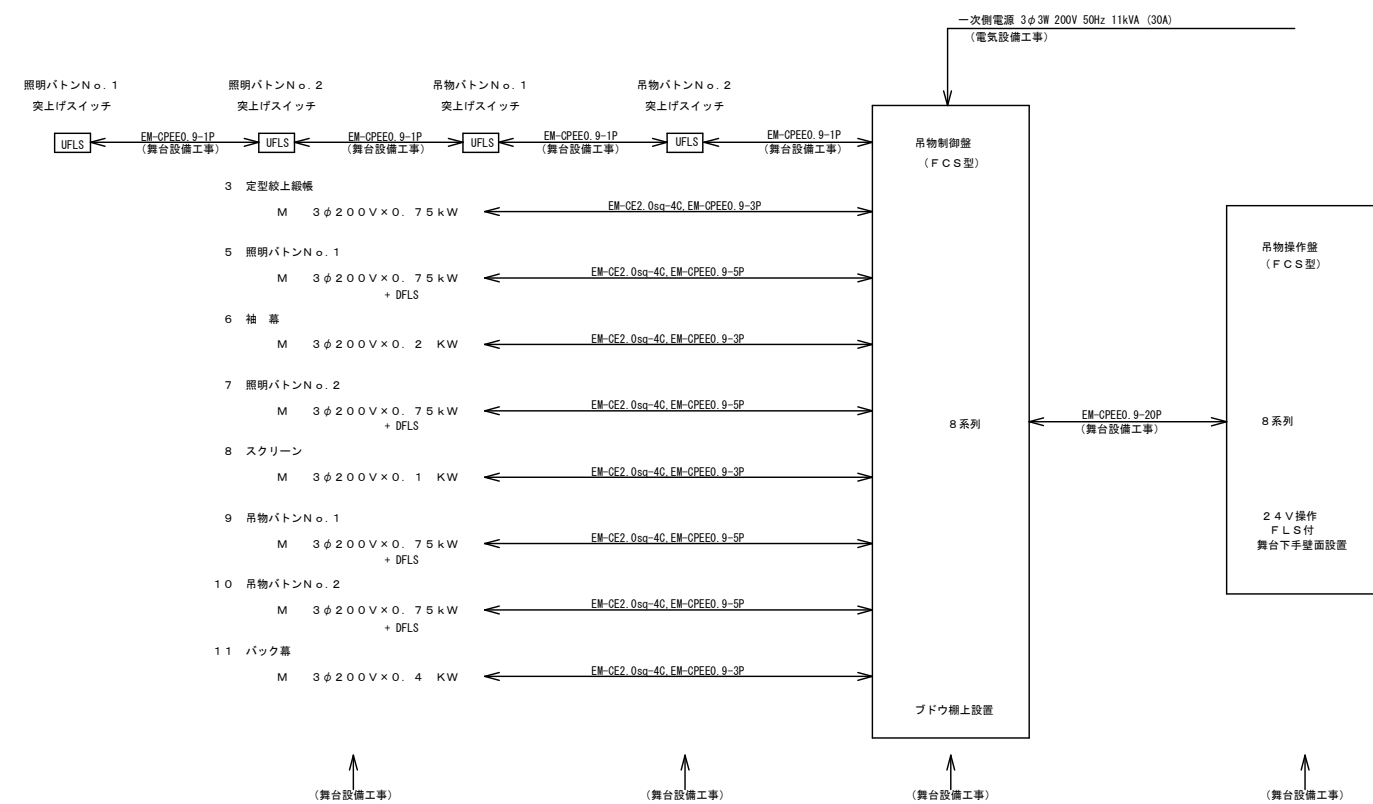 一次側電源 3φ3W 200V 50Hz 11kVA (30A)
(電気設備工事)
照明バトンNo.1
突上げスイッチ
照明バトンNo.2
突上げスイッチ
吊物バトンNo.1
突上げスイッチ
吊物バトンNo.2
突上げスイッチ
UFLS
EM-CPEE0.9-1P
(舞台設備工事)
UFLS
EM-CPEE0.9-1P
(舞台設備工事)
UFLS
EM-CPEE0.9-1P
(舞台設備工事)
UFLS
EM-CPEE0.9-1P
(舞台設備工事)
吊物制御盤
(FCS型)
3 定型絞上緞帳
M 3φ200V×0.75kW
EM-CE2.0sq-4C,EM-CPEE0.9-3P
5 照明バトンNo.1
M 3φ200V×0.75kW
+ DFLS
EM-CE2.0sq-4C,EM-CPEE0.9-5P
6 袖 幕
M 3φ200V×0.2 KW
EM-CE2.0sq-4C,EM-CPEE0.9-3P
7 照明バトンNo.2
M 3φ200V×0.75kW
+ DFLS
EM-CE2.0sq-4C,EM-CPEE0.9-5P
8 スクリーン
M 3φ200V×0.1 KW
EM-CE2.0sq-4C,EM-CPEE0.9-3P
9 吊物バトンNo.1
M 3φ200V×0.75kW
+ DFLS
EM-CE2.0sq-4C,EM-CPEE0.9-5P
10 吊物バトンNo.2
M 3φ200V×0.75kW
+ DFLS
EM-CE2.0sq-4C,EM-CPEE0.9-5P
11 バック幕
M 3φ200V×0.4 KW
EM-CE2.0sq-4C,EM-CPEE0.9-3P
8系列
ブドウ棚上設置
EM-CPEE0.9-20P
(舞台設備工事)
吊物操作盤
(FCS型)
8系列
24V操作
FLS付
舞台下手壁面設置
(舞台設備工事)
(舞台設備工事)
(舞台設備工事)
(舞台設備工事)